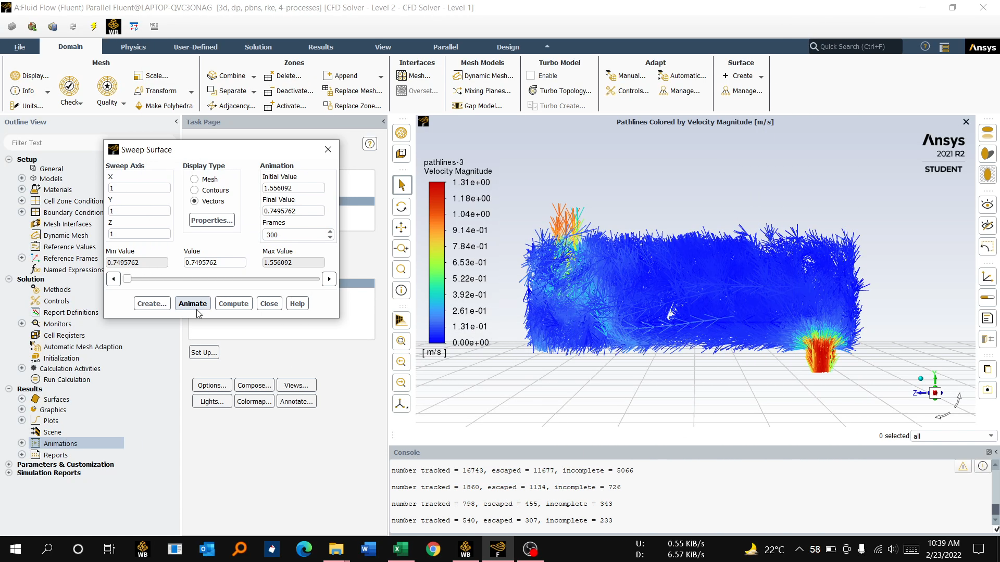 A:Fluid Flow (Fluent) Parallel Fluent@LAPTOP-QVC3ONAG [3d, dp, pbns, rke, 4-processes] [CFD Solver - Level 2 - CFD Solver - Level 1]
WB
File Domain Physics User-Defined Solution Results View Parallel Design Quick Search (Ctrl+F) Ansys
Mesh Zones Interfaces Mesh Models Turbo Model Adapt Surface
Display... Scale... Combine Delete... Append Mesh... Dynamic Mesh... Enable Manual... Automatic... Create
Info Transform Separate Deactivate... Replace Mesh... Overset... Mixing Planes... Turbo Topology... Controls... Manage... Manage...
Check Quality
Units... Make Polyhedra Adjacency... Activate... Replace Zone... Gap Model... Turbo Create...
Outline View
Filter Text
Setup
General
Models
Materials
Cell Zone Condition
Boundary Condition
Mesh Interfaces
Dynamic Mesh
Reference Values
Reference Frames
Named Expressions
Solution
Methods
Controls
Report Definitions
Monitors
Cell Registers
Automatic Mesh Adaption
Initialization
Calculation Activities
Run Calculation
Results
Surfaces
Graphics
Plots
Scene
Animations
Reports
Parameters & Customization
Simulation Reports
Task Page
Sweep Surface
Sweep Axis
X
1
Y
1
Z
1
Display Type
Mesh
Contours
Vectors
Properties...
Animation
Initial Value
1.556092
Final Value
0.7495762
Frames
300
Min Value Value Max Value
0.7495762 0.7495762 1.556092
Create... Animate Compute Close Help
Set Up...
Options... Compose... Views...
Lights... Colormap... Annotate...
Pathlines Colored by Velocity Magnitude [m/s]
Ansys
2021 R2
STUDENT
pathlines-3
Velocity Magnitude
1.31e+00
1.18e+00
1.04e+00
9.14e-01
7.84e-01
6.53e-01
5.22e-01
3.92e-01
2.61e-01
1.31e-01
0.00e+00
[ m/s ]
Y
Z
0 selected all
Console
number tracked = 16743, escaped = 11677, incomplete = 5066
number tracked = 1860, escaped = 1134, incomplete = 726
number tracked = 798, escaped = 455, incomplete = 343
number tracked = 540, escaped = 307, incomplete = 233
U: 0.55 KiB/s
D: 6.57 KiB/s
22°C
58
10:39 AM
2/23/2022